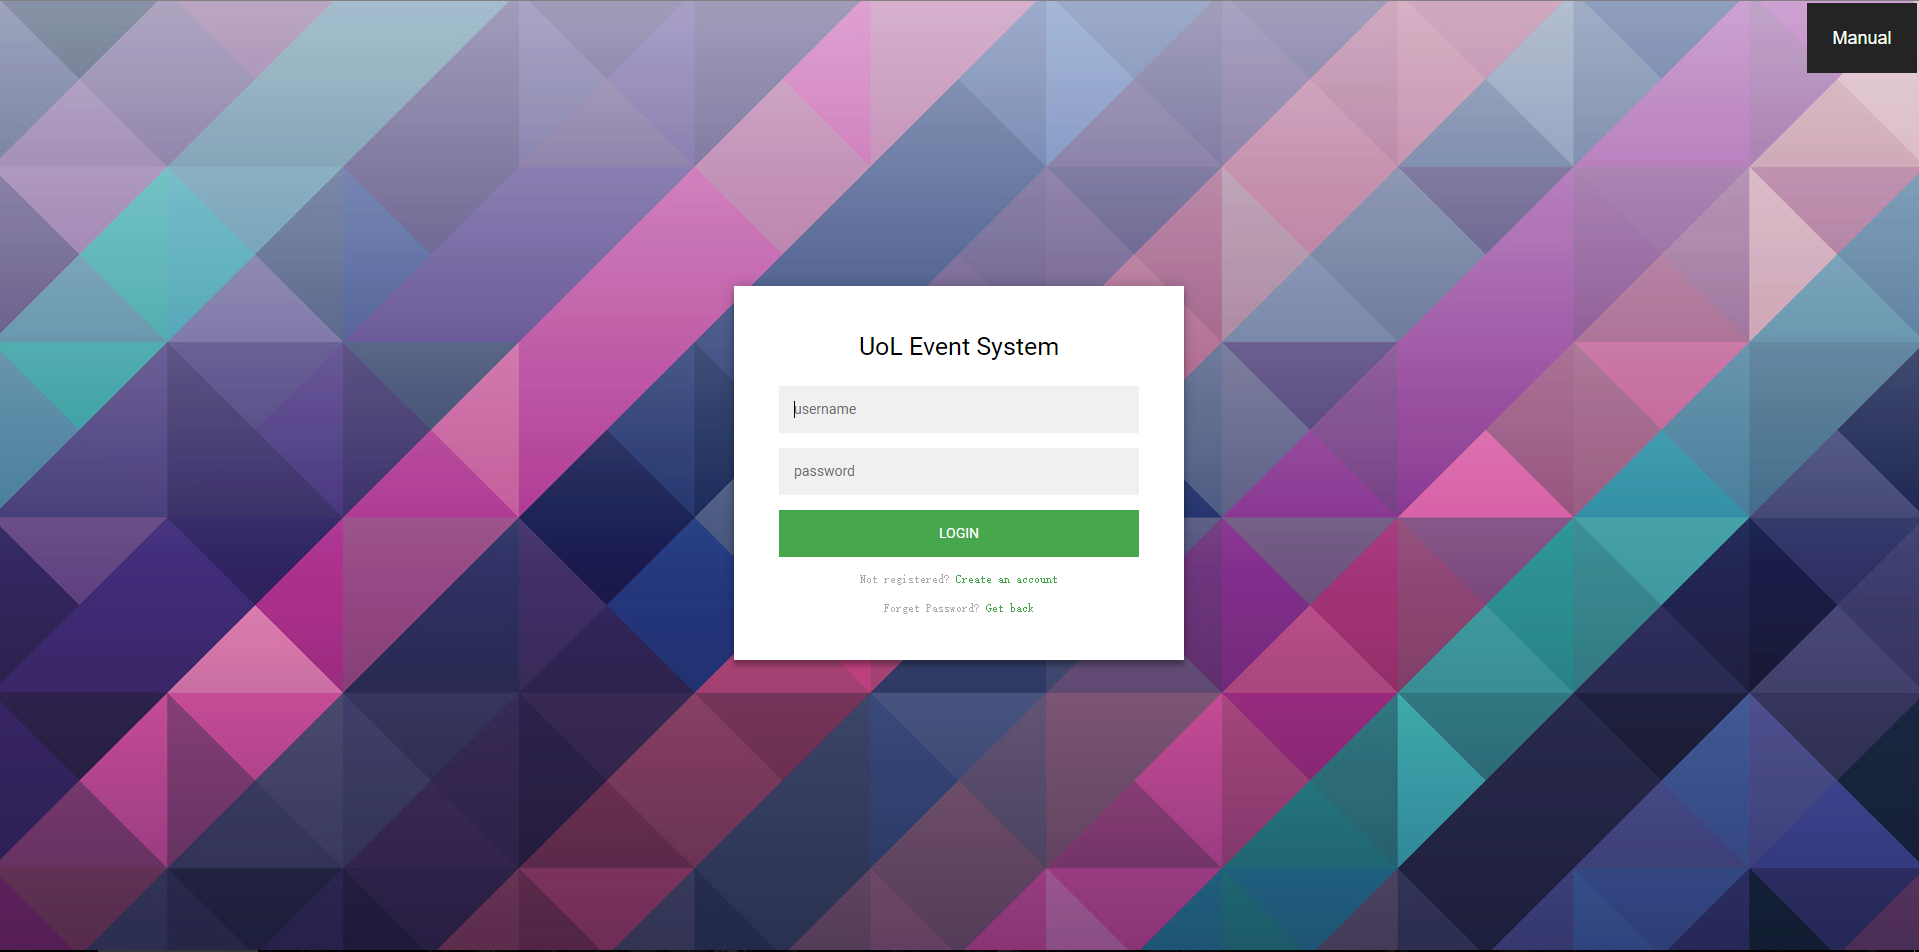 Manual
UoL Event System
username
password
LOGIN
Not registered? Create an account
Forget Password? Get back